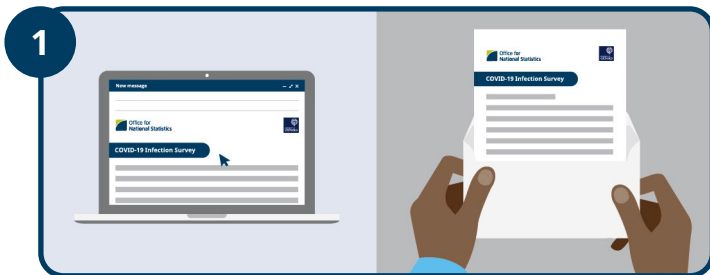 1
New message
Office for
National Statistics
COVID-19 Infection Survey
Office for
National Statistics
COVID-19 Infection Survey